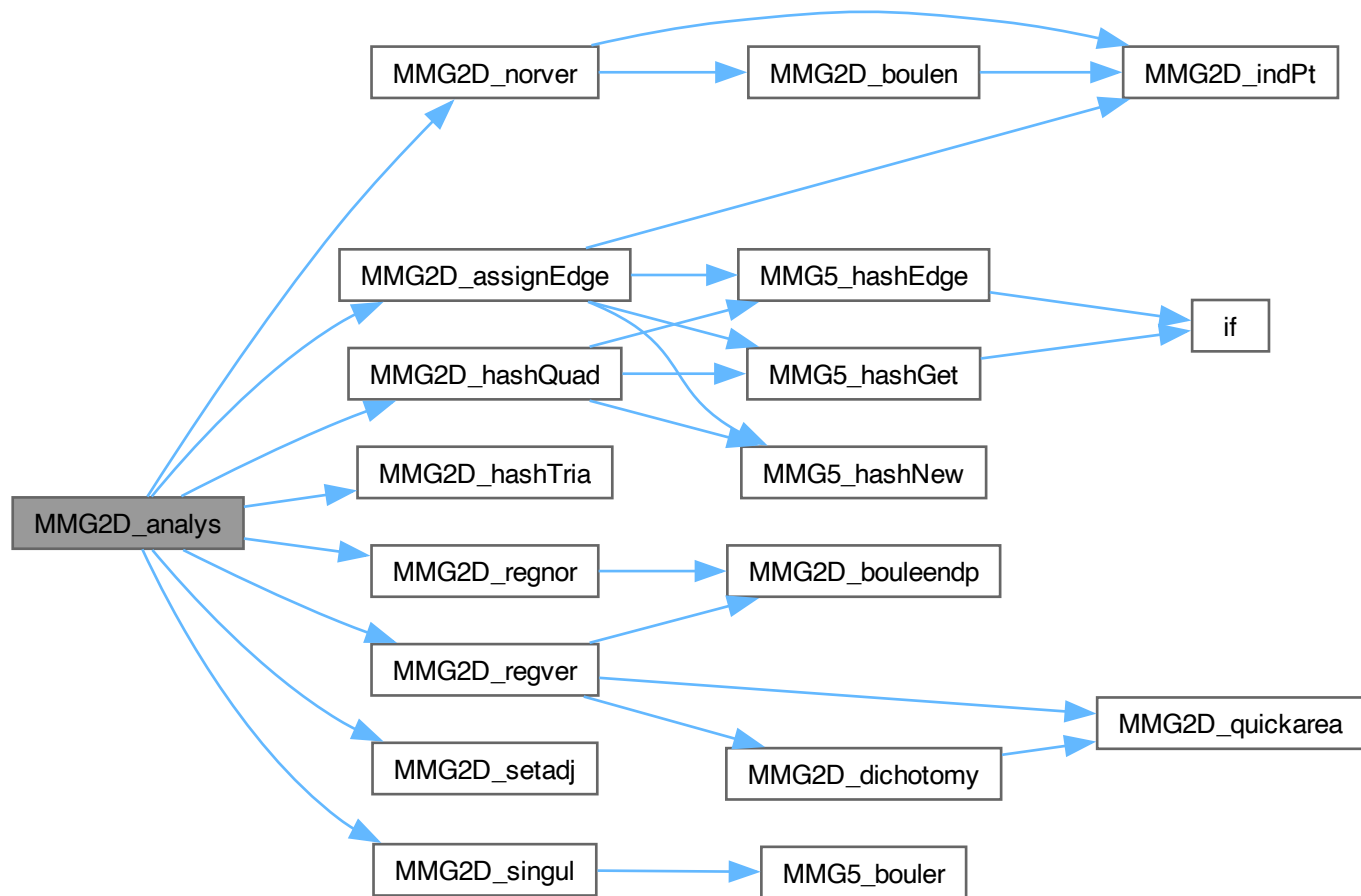 MMG2D_analys
MMG2D_norver
MMG2D_boulen
MMG2D_indPt
MMG2D_assignEdge
MMG5_hashEdge
if
MMG2D_hashQuad
MMG5_hashGet
MMG5_hashNew
MMG2D_hashTria
MMG2D_regnor
MMG2D_bouleendp
MMG2D_regver
MMG2D_quickarea
MMG2D_dichotomy
MMG2D_setadj
MMG2D_singul
MMG5_bouler